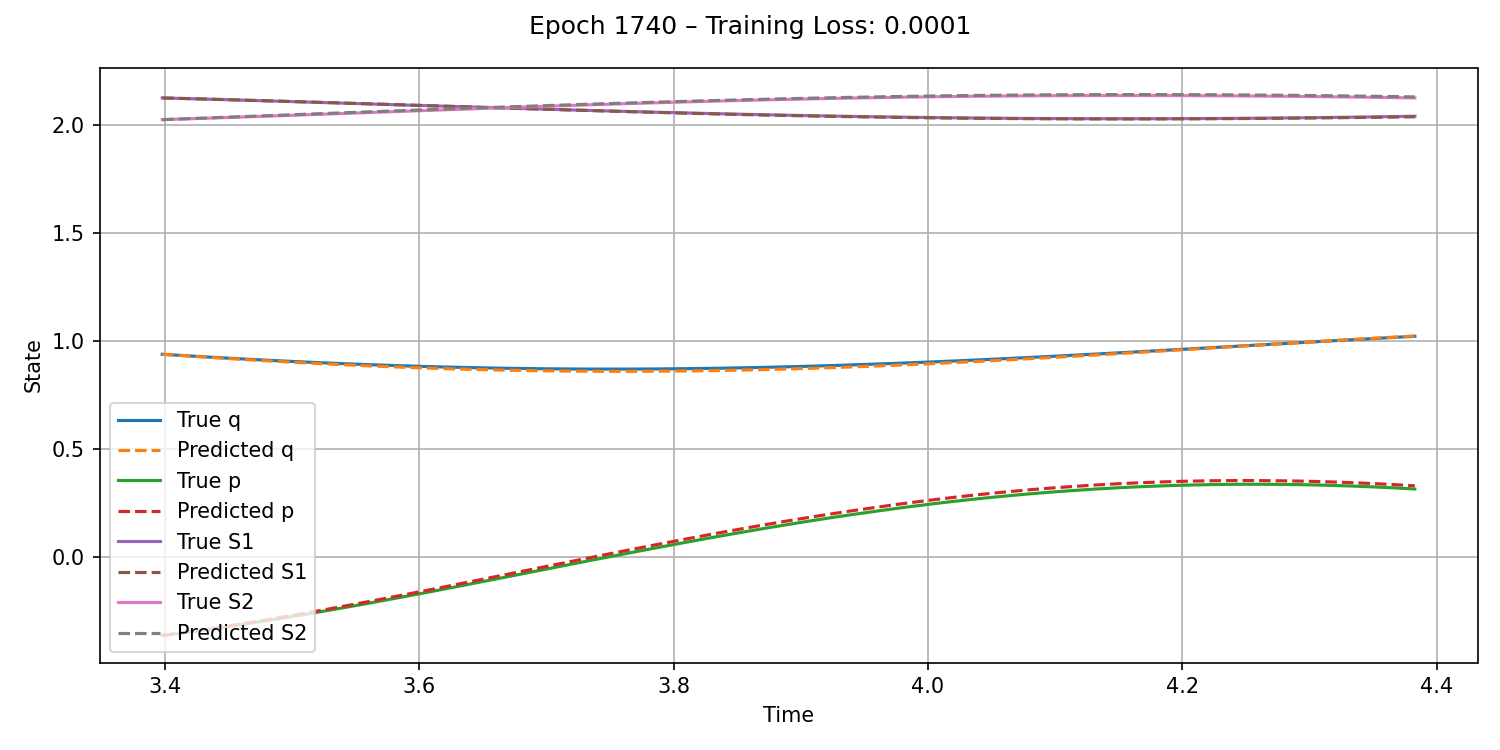 Epoch 1740 – Training Loss: 0.0001
State
2.0
1.5
1.0
0.5
0.0
True q
Predicted q
True p
Predicted p
True S1
Predicted S1
True S2
Predicted S2
3.4 3.6 3.8 4.0 4.2 4.4
Time